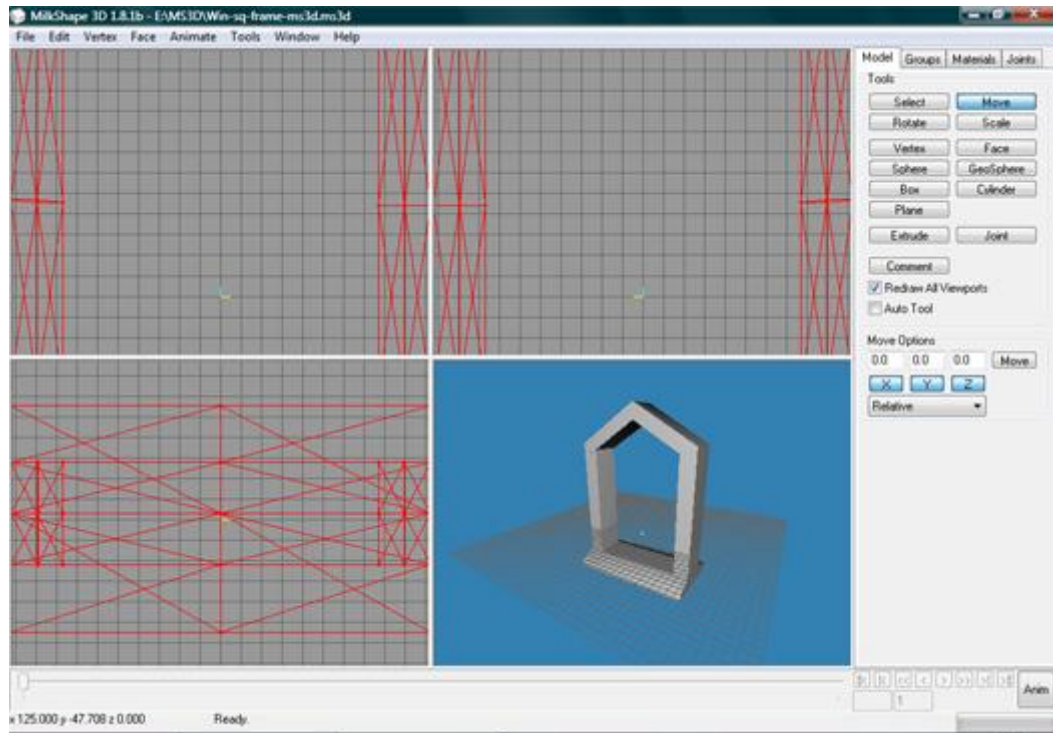 MilkShape 3D 1.8.1b - E:\MS3D\Win-sq-frame-ms3d.ms3d
File Edit Vertex Face Animate Tools Window Help
Model Groups Materials Joints
Tools
Select Move
Rotate Scale
Vertex Face
Sphere GeoSphere
Box Cylinder
Plane
Extrude Joint
Comment
Redraw All Viewports
Auto Tool
Move Options
0.0 0.0 0.0 Move
X Y Z
Relative
<< < > >>
1
Anim
x 125.000 y -47.708 z 0.000 Ready.